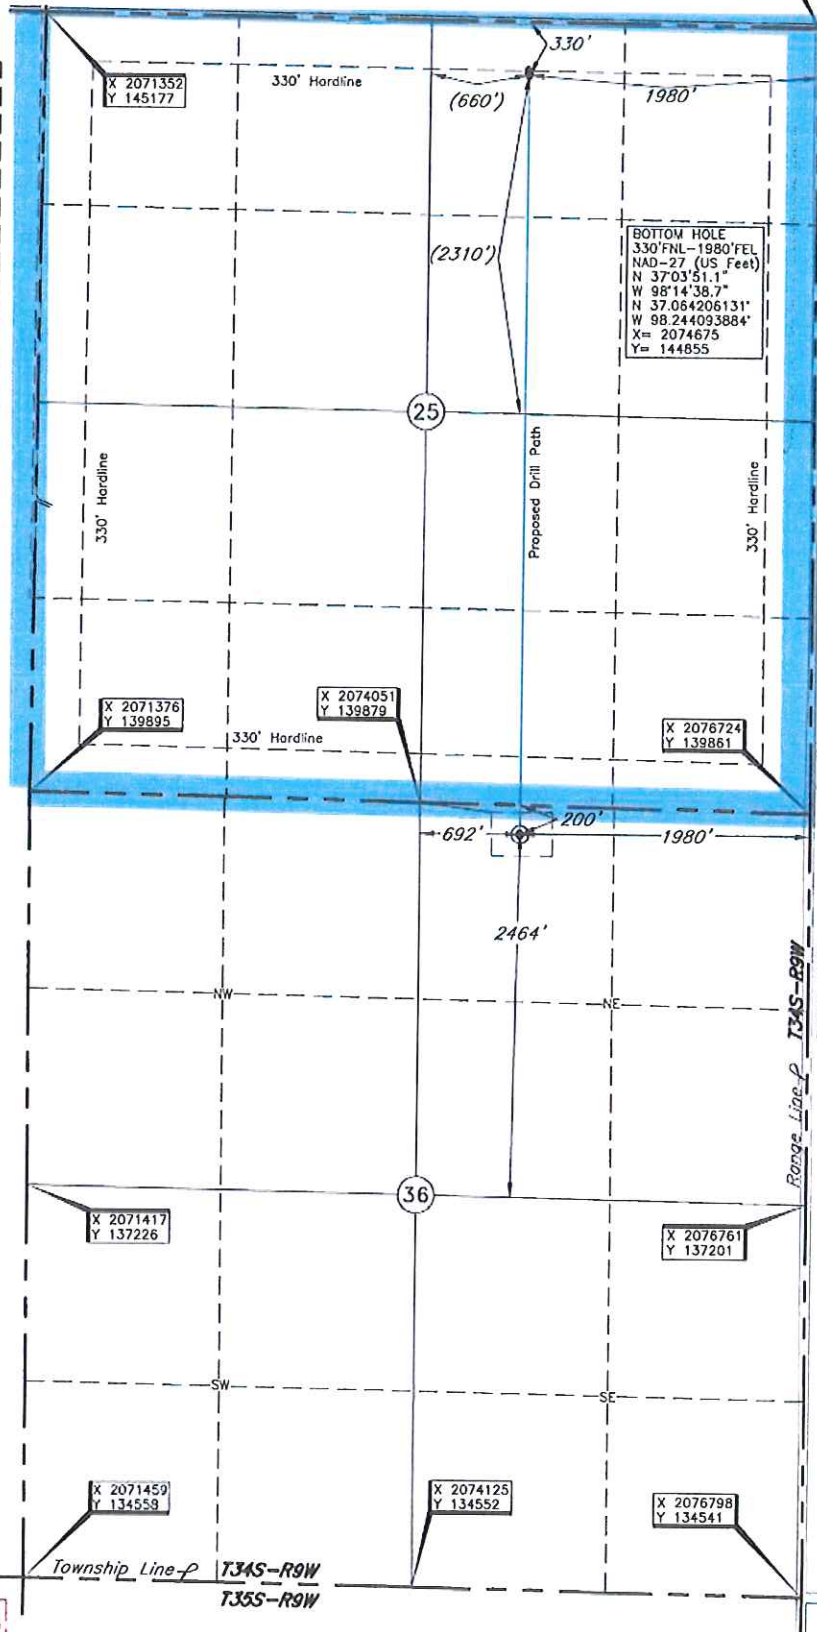 330'
X 2071352
Y 145177
330' Hardline
(660')
1980'
BOTTOM HOLE
330'FNL-1980'FEL
NAD-27 (US Feet)
N 37°03'51.1"
W 98°14'38.7"
N 37.064206131°
W 98.244093884°
X= 2074675
Y= 144855
(2310')
25
Proposed Drill Path
330' Hardline
330' Hardline
X 2071376
Y 139895
X 2074051
Y 139879
X 2076724
Y 139861
330' Hardline
200'
692'
1980'
2464'
NW
NE
T34S-R9W
Range Line
36
X 2071417
Y 137226
X 2076761
Y 137201
SW
SE
X 2071459
Y 134558
X 2074125
Y 134552
X 2076798
Y 134541
Township Line
T34S-R9W
T35S-R9W